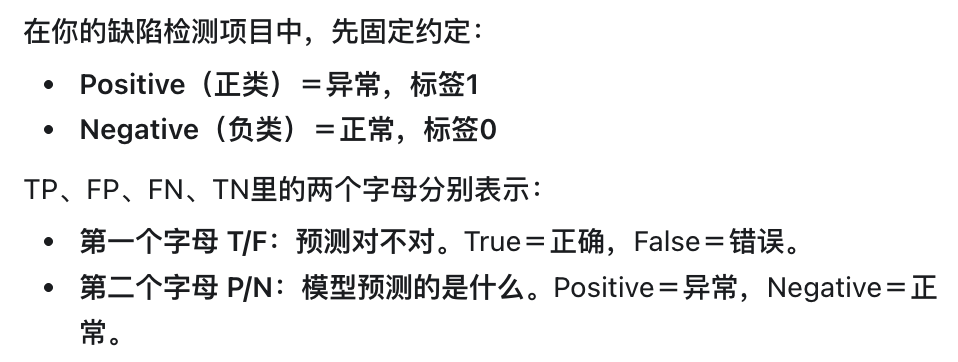 在你的缺陷检测项目中，先固定约定：
• Positive（正类）＝异常，标签1
• Negative（负类）＝正常，标签0
TP、FP、FN、TN里的两个字母分别表示：
• 第一个字母 T/F：预测对不对。True＝正确，False＝错误。
• 第二个字母 P/N：模型预测的是什么。Positive＝异常，Negative＝正
常。